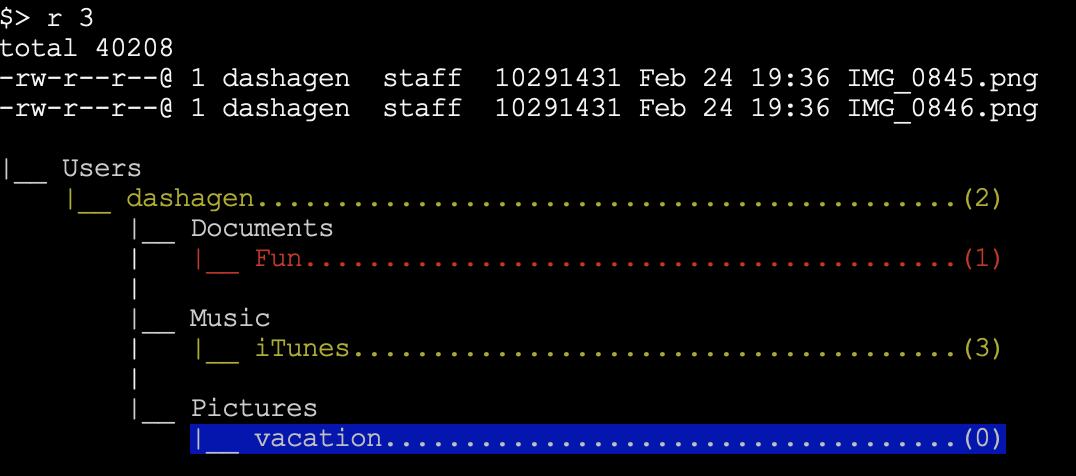 $> r 3
total 40208
-rw-r--r--@ 1 dashagen  staff  10291431 Feb 24 19:36 IMG_0845.png
-rw-r--r--@ 1 dashagen  staff  10291431 Feb 24 19:36 IMG_0846.png

|__ Users
    |__ dashagen............................................(2)
        |__ Documents
        |   |__ Fun.........................................(1)
        |
        |__ Music
        |   |__ iTunes......................................(3)
        |
        |__ Pictures
            |__ vacation....................................(0)